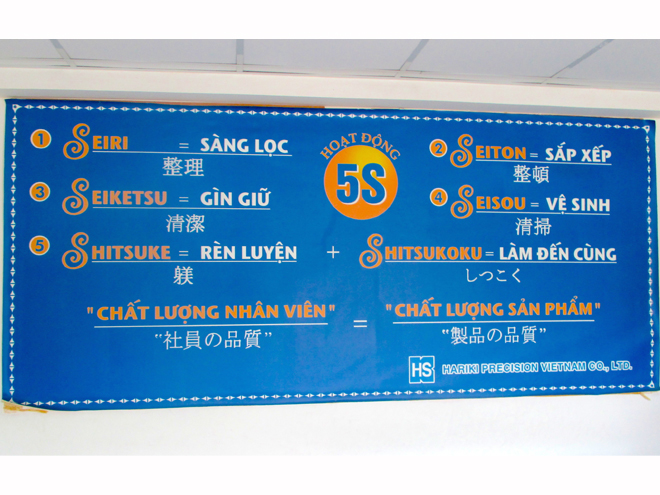 HOẠT ĐỘNG
5S
1 SEIRI = SÀNG LỌC
整理
2 SEITON = SẮP XẾP
整頓
3 SEIKETSU = GÌN GIỮ
清潔
4 SEISOU = VỆ SINH
清掃
5 SHITSUKE = RÈN LUYỆN + SHITSUKOKU = LÀM ĐẾN CÙNG
躾 しつこく
"CHẤT LƯỢNG NHÂN VIÊN" = "CHẤT LƯỢNG SẢN PHẨM"
"社員の品質" "製品の品質"
HS HARIKI PRECISION VIETNAM CO., LTD.